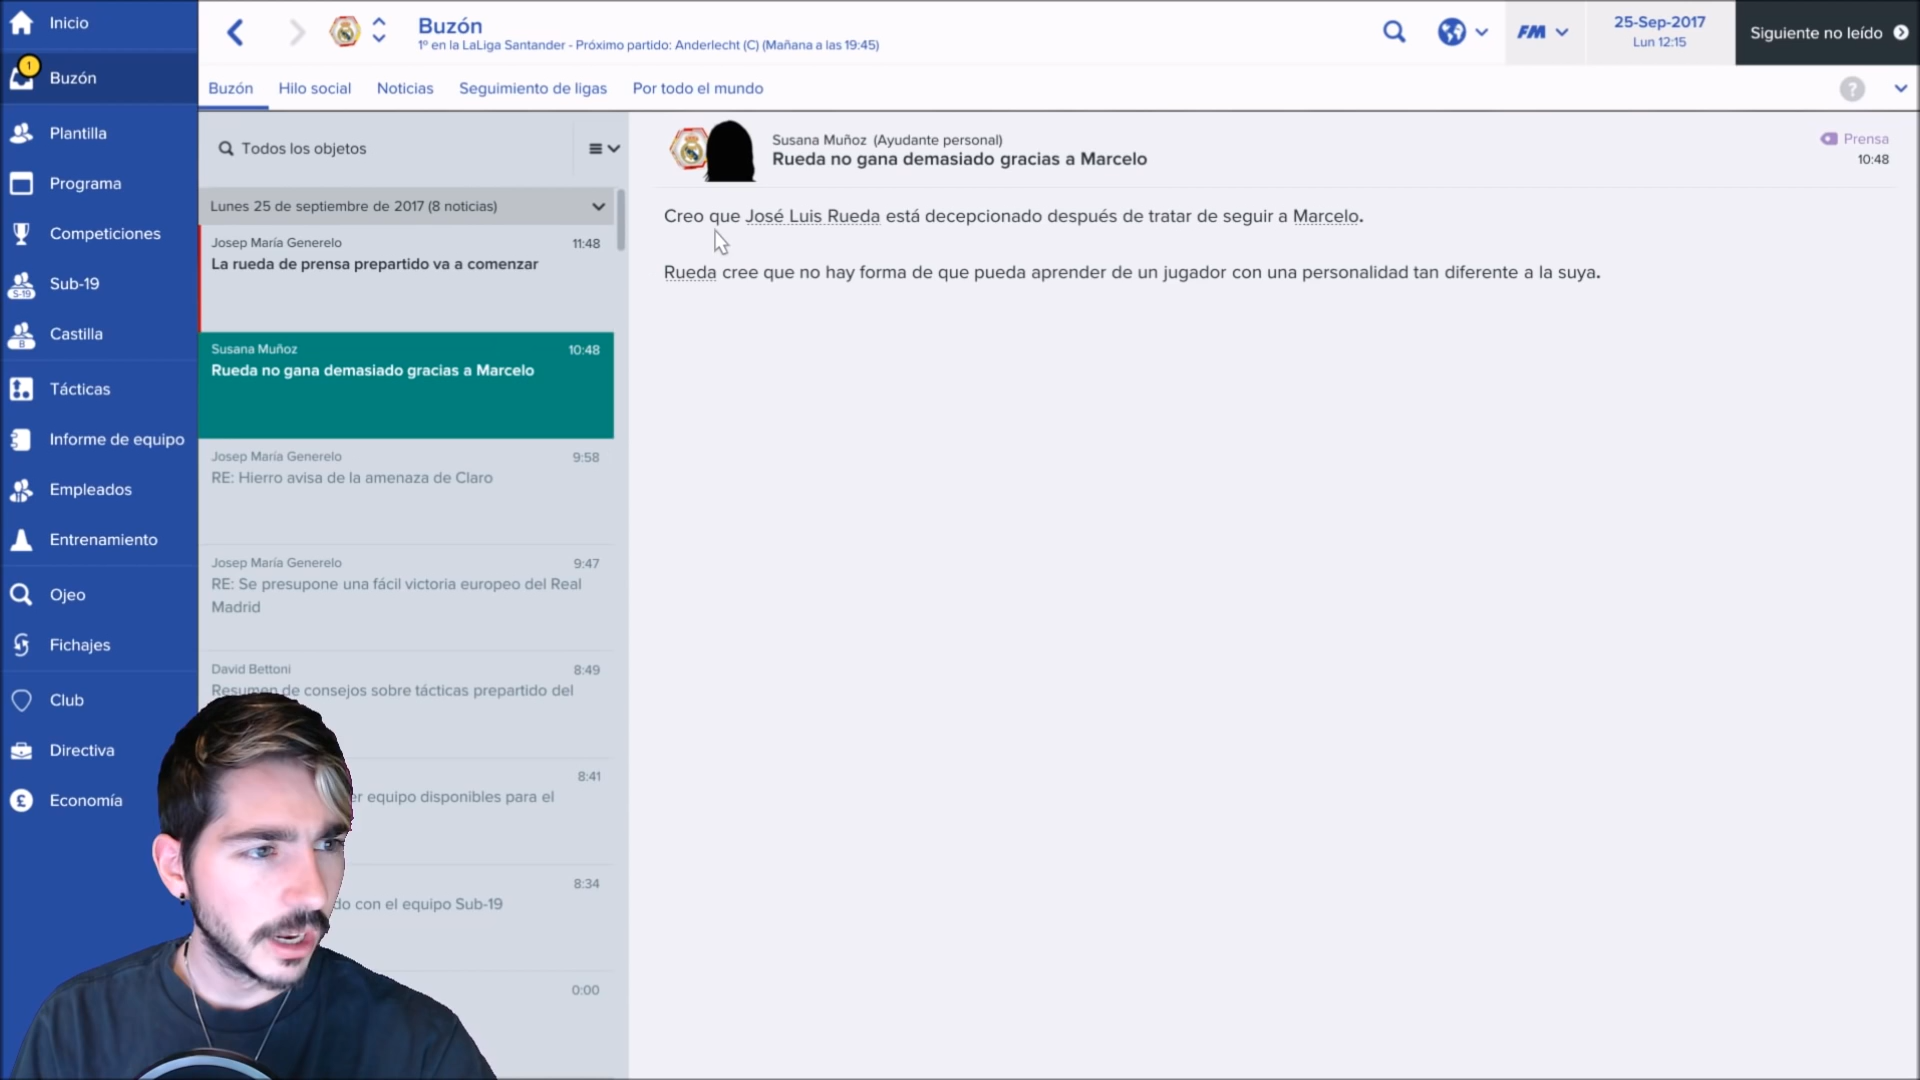 Inicio
1
Buzón
Plantilla
Programa
Competiciones
S-19
Sub-19
B
Castilla
Tácticas
Informe de equipo
Empleados
Entrenamiento
Ojeo
Fichajes
Club
Directiva
£
Economía
Buzón
1º en la LaLiga Santander - Próximo partido: Anderlecht (C) (Mañana a las 19:45)
FM
25-Sep-2017
Lun 12:15
Siguiente no leído
Buzón
Hilo social
Noticias
Seguimiento de ligas
Por todo el mundo
?
Todos los objetos
Lunes 25 de septiembre de 2017 (8 noticias)
Josep María Generelo 11:48
La rueda de prensa prepartido va a comenzar
Susana Muñoz 10:48
Rueda no gana demasiado gracias a Marcelo
Josep María Generelo 9:58
RE: Hierro avisa de la amenaza de Claro
Josep María Generelo 9:47
RE: Se presupone una fácil victoria europeo del Real
Madrid
David Bettoni 8:49
Resumen de consejos sobre tácticas prepartido del
8:41
er equipo disponibles para el
8:34
do con el equipo Sub-19
0:00
Susana Muñoz (Ayudante personal)
Rueda no gana demasiado gracias a Marcelo
Prensa
10:48
Creo que José Luis Rueda está decepcionado después de tratar de seguir a Marcelo.
Rueda cree que no hay forma de que pueda aprender de un jugador con una personalidad tan diferente a la suya.